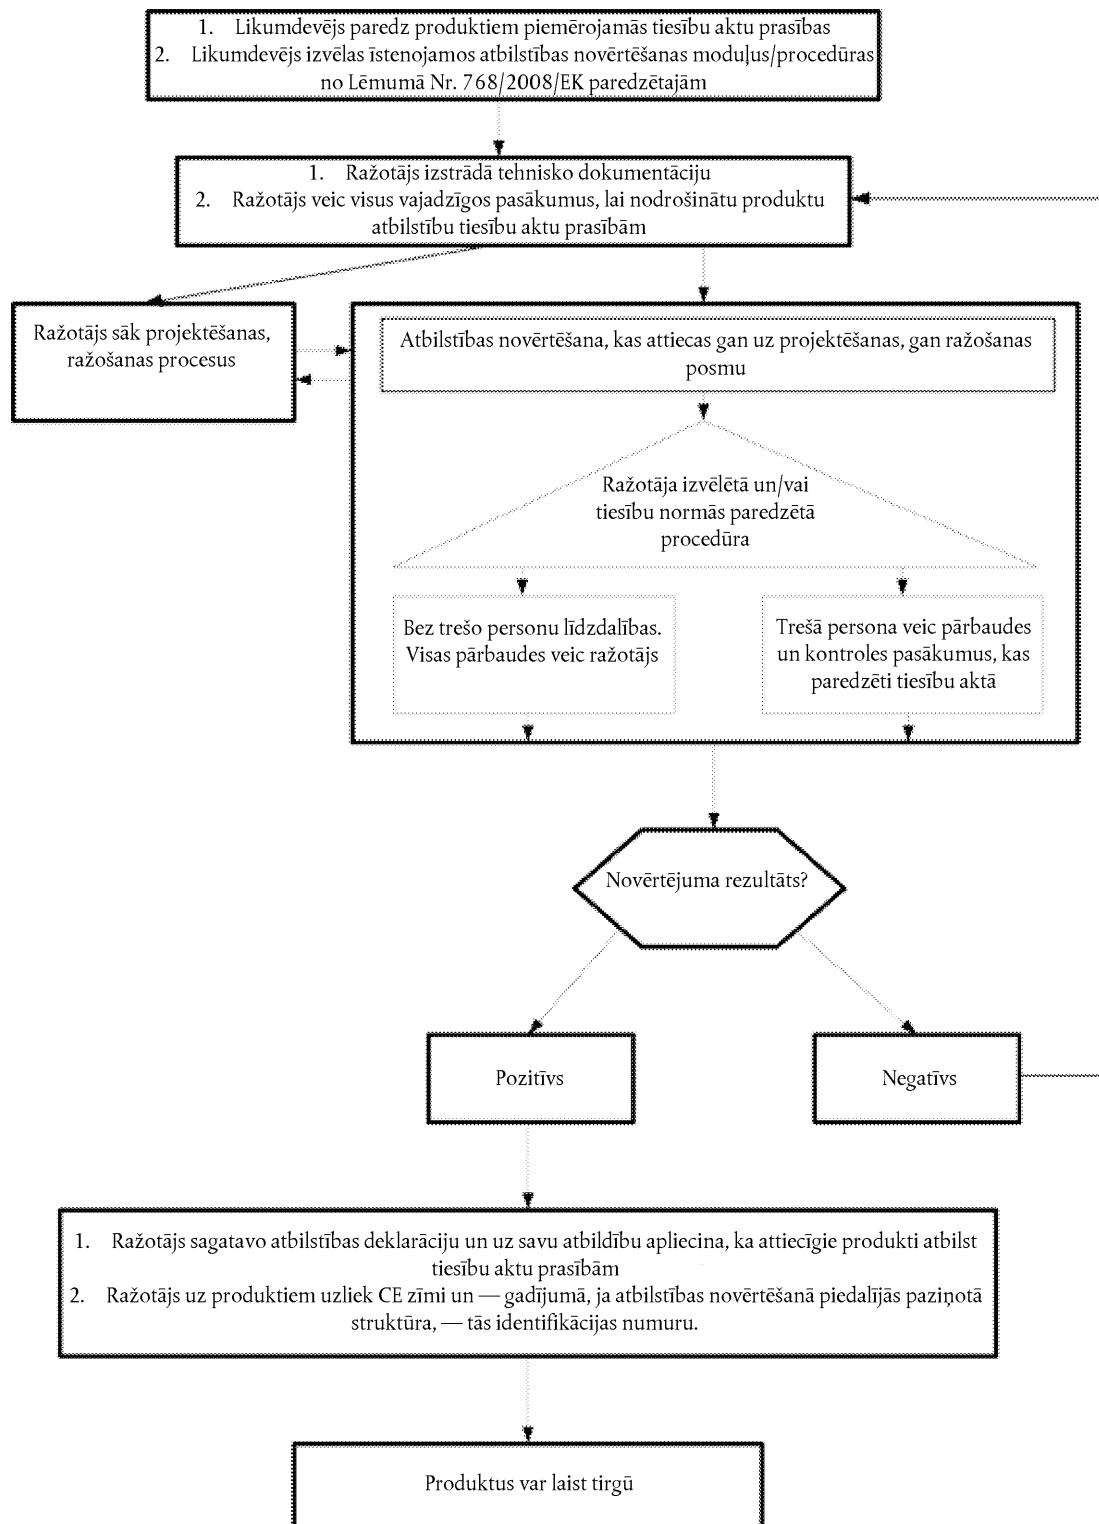 1. Likumdevējs paredz produktiem piemērojamās tiesību aktu prasības
2. Likumdevējs izvēlas īstenojamos atbilstības novērtēšanas moduļus/procedūras
no Lēmumā Nr. 768/2008/EK paredzētajām
1. Ražotājs izstrādā tehnisko dokumentāciju
2. Ražotājs veic visus vajadzīgos pasākumus, lai nodrošinātu produktu
atbilstību tiesību aktu prasībām
Ražotājs sāk projektēšanas,
ražošanas procesus
Atbilstības novērtēšana, kas attiecas gan uz projektēšanas, gan ražošanas
posmu
Ražotāja izvēlētā un/vai
tiesību normās paredzētā
procedūra
Bez trešo personu līdzdalības.
Visas pārbaudes veic ražotājs
Trešā persona veic pārbaudes
un kontroles pasākumus, kas
paredzēti tiesību aktā
Novērtējuma rezultāts?
Pozitīvs
Negatīvs
1. Ražotājs sagatavo atbilstības deklarāciju un uz savu atbildību apliecina, ka attiecīgie produkti atbilst
tiesību aktu prasībām
2. Ražotājs uz produktiem uzliek CE zīmi un — gadījumā, ja atbilstības novērtēšanā piedalījās paziņotā
struktūra, — tās identifikācijas numuru.
Produktus var laist tirgū